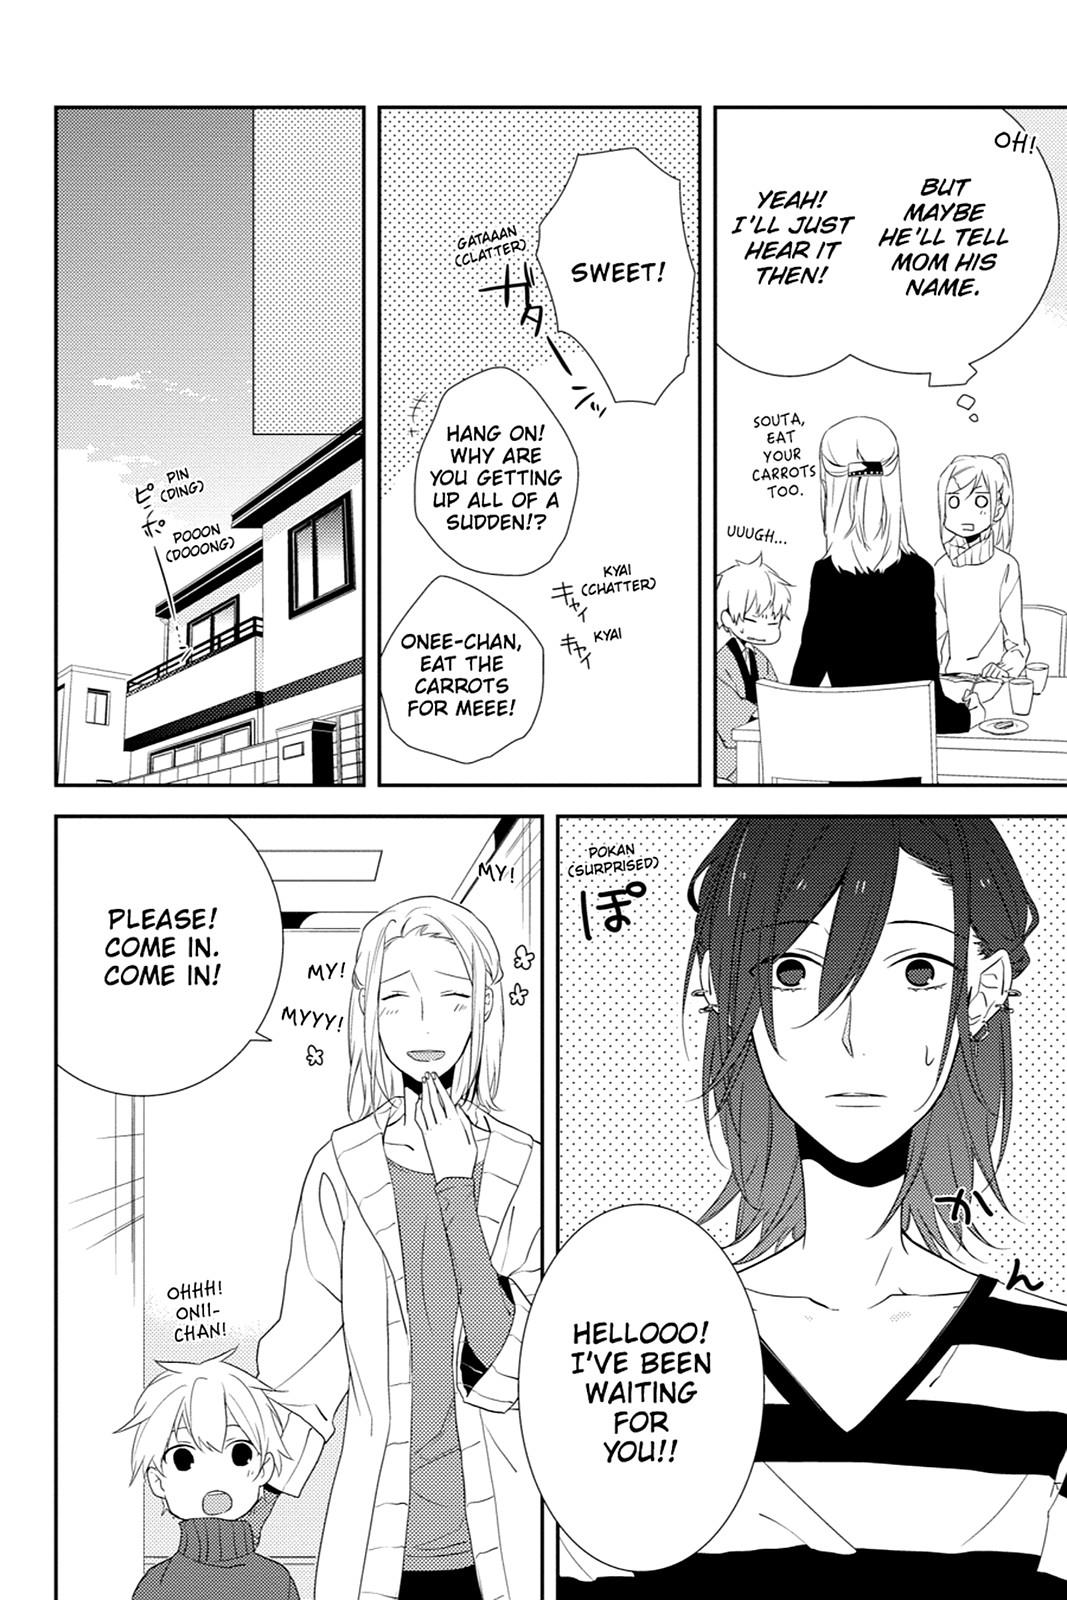 OH!
BUT
MAYBE
HE'LL TELL
MOM HIS
NAME.
YEAH!
I'LL JUST
HEAR IT
THEN!
SOUTA,
EAT
YOUR
CARROTS
TOO.
UUUGH...
SWEET!
GATAAAN
(CLATTER)
ガターン
HANG ON!
WHY ARE
YOU GETTING
UP ALL OF A
SUDDEN!?
KYAI
(CHATTER)
キャイ
KYAI
キャイ
ONEE-CHAN,
EAT THE
CARROTS
FOR MEEE!
PIN
(DING)
ピン
POOON
(DOOONG)
ポーン
POKAN
(SURPRISED)
ぽ
か
ん
HELLOOO!
I'VE BEEN
WAITING
FOR
YOU!!
MY!
MY!
MYYY!
PLEASE!
COME IN.
COME IN!
OHHH!
ONII-
CHAN!